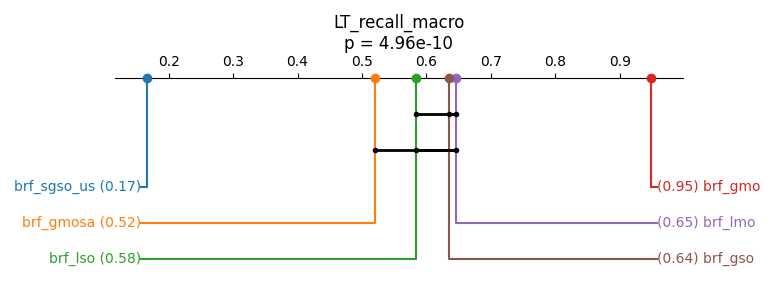 LT_recall_macro
p = 4.96e-10
0.2 0.3 0.4 0.5 0.6 0.7 0.8 0.9
brf_sgso_us (0.17) (0.95) brf_gmo
brf_gmosa (0.52) (0.65) brf_lmo
brf_lso (0.58) (0.64) brf_gso